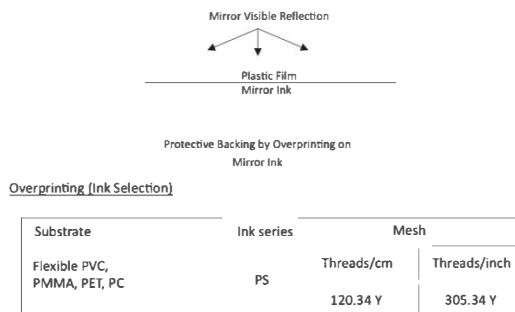 Mirror Visible Reflection
Plastic Film
Mirror Ink
Protective Backing by Overprinting on
Mirror Ink
Overprinting (Ink Selection)
Substrate Ink series Mesh
Flexible PVC, Threads/cm Threads/inch
PMMA, PET, PC PS
120.34 Y 305.34 Y